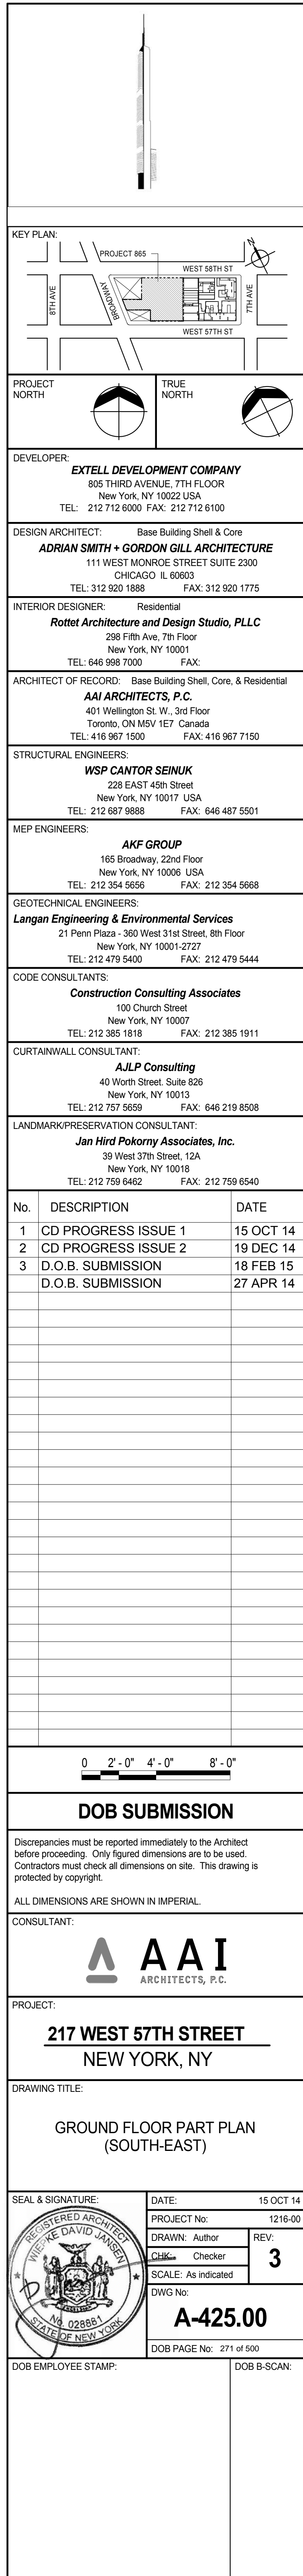 KEY PLAN:
N
PROJECT 865
WEST 58TH ST
8TH AVE
BROADWAY
7TH AVE
WEST 57TH ST
PROJECT
NORTH
TRUE
NORTH
DEVELOPER:
EXTELL DEVELOPMENT COMPANY
805 THIRD AVENUE, 7TH FLOOR
New York, NY 10022 USA
TEL: 212 712 6000 FAX: 212 712 6100
DESIGN ARCHITECT: Base Building Shell & Core
ADRIAN SMITH + GORDON GILL ARCHITECTURE
111 WEST MONROE STREET SUITE 2300
CHICAGO IL 60603
TEL: 312 920 1888 FAX: 312 920 1775
INTERIOR DESIGNER: Residential
Rottet Architecture and Design Studio, PLLC
298 Fifth Ave, 7th Floor
New York, NY 10001
TEL: 646 998 7000 FAX:
ARCHITECT OF RECORD: Base Building Shell, Core, & Residential
AAI ARCHITECTS, P.C.
401 Wellington St. W., 3rd Floor
Toronto, ON M5V 1E7 Canada
TEL: 416 967 1500 FAX: 416 967 7150
STRUCTURAL ENGINEERS:
WSP CANTOR SEINUK
228 EAST 45th Street
New York, NY 10017 USA
TEL: 212 687 9888 FAX: 646 487 5501
MEP ENGINEERS:
AKF GROUP
165 Broadway, 22nd Floor
New York, NY 10006 USA
TEL: 212 354 5656 FAX: 212 354 5668
GEOTECHNICAL ENGINEERS:
Langan Engineering & Environmental Services
21 Penn Plaza - 360 West 31st Street, 8th Floor
New York, NY 10001-2727
TEL: 212 479 5400 FAX: 212 479 5444
CODE CONSULTANTS:
Construction Consulting Associates
100 Church Street
New York, NY 10007
TEL: 212 385 1818 FAX: 212 385 1911
CURTAINWALL CONSULTANT:
AJLP Consulting
40 Worth Street. Suite 826
New York, NY 10013
TEL: 212 757 5659 FAX: 646 219 8508
LANDMARK/PRESERVATION CONSULTANT:
Jan Hird Pokorny Associates, Inc.
39 West 37th Street, 12A
New York, NY 10018
TEL: 212 759 6462 FAX: 212 759 6540
No. DESCRIPTION DATE
1 CD PROGRESS ISSUE 1 15 OCT 14
2 CD PROGRESS ISSUE 2 19 DEC 14
3 D.O.B. SUBMISSION 18 FEB 15
D.O.B. SUBMISSION 27 APR 14
0 2' - 0" 4' - 0" 8' - 0"
DOB SUBMISSION
Discrepancies must be reported immediately to the Architect
before proceeding. Only figured dimensions are to be used.
Contractors must check all dimensions on site. This drawing is
protected by copyright.
ALL DIMENSIONS ARE SHOWN IN IMPERIAL.
CONSULTANT:
AAI
ARCHITECTS, P.C.
PROJECT:
217 WEST 57TH STREET
NEW YORK, NY
DRAWING TITLE:
GROUND FLOOR PART PLAN
(SOUTH-EAST)
SEAL & SIGNATURE:
REGISTERED ARCHITECT
WIETSKE DAVID JANSEN
No. 028881
STATE OF NEW YORK
DATE: 15 OCT 14
PROJECT No: 1216-00
DRAWN: Author
CHK: Checker
SCALE: As indicated
REV:
3
DWG No:
A-425.00
DOB PAGE No: 271 of 500
DOB EMPLOYEE STAMP:
DOB B-SCAN: